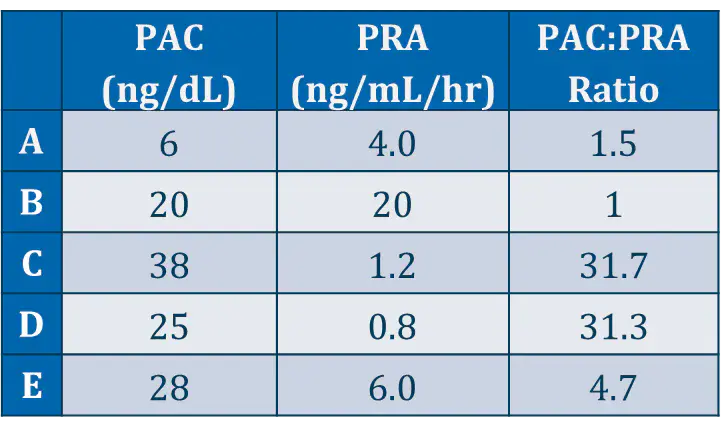 PAC PRA PAC:PRA
(ng/dL) (ng/mL/hr) Ratio
A 6 4.0 1.5
B 20 20 1
C 38 1.2 31.7
D 25 0.8 31.3
E 28 6.0 4.7